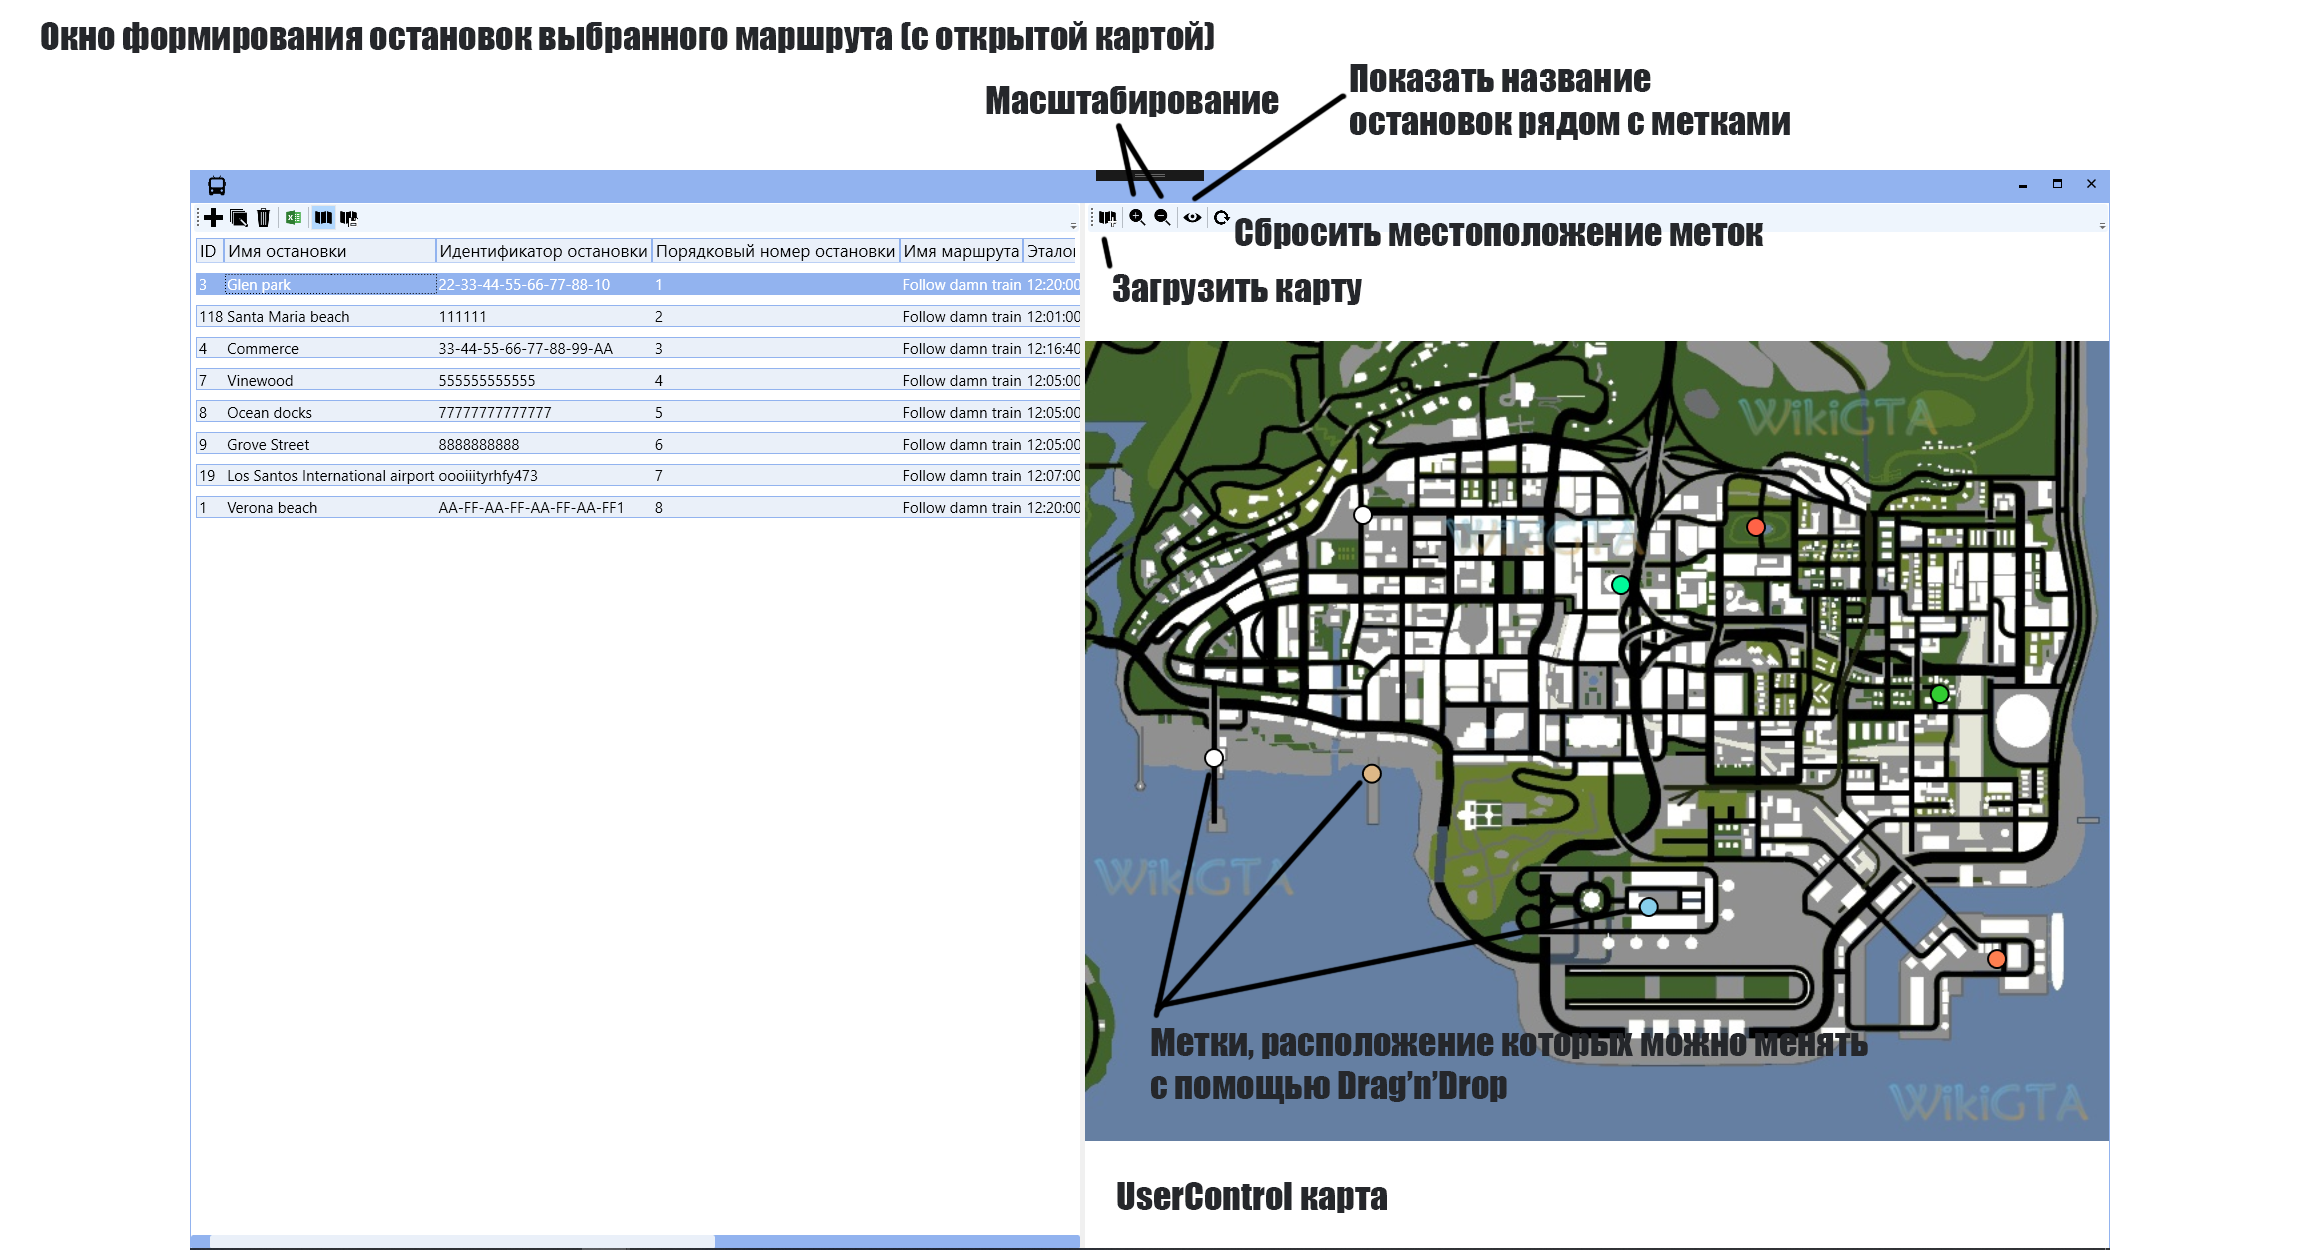 Окно формирования остановок выбранного маршрута (с открытой картой)
Масштабирование
Показать название
остановок рядом с метками
Сбросить местоположение меток
Загрузить карту
ID Имя остановки Идентификатор остановки Порядковый номер остановки Имя маршрута Эталон
3 Glen park 22-33-44-55-66-77-88-10 1 Follow damn train 12:20:00
118 Santa Maria beach 111111 2 Follow damn train 12:01:00
4 Commerce 33-44-55-66-77-88-99-AA 3 Follow damn train 12:16:40
7 Vinewood 555555555555 4 Follow damn train 12:05:00
8 Ocean docks 77777777777777 5 Follow damn train 12:05:00
9 Grove Street 8888888888 6 Follow damn train 12:05:00
19 Los Santos International airport oooiiityrhfy473 7 Follow damn train 12:07:00
1 Verona beach AA-FF-AA-FF-AA-FF-AA-FF1 8 Follow damn train 12:20:00
WikiGTA
WikiGTA
WikiGTA
Метки, расположение которых можно менять
с помощью Drag’n’Drop
WikiGTA
UserControl карта